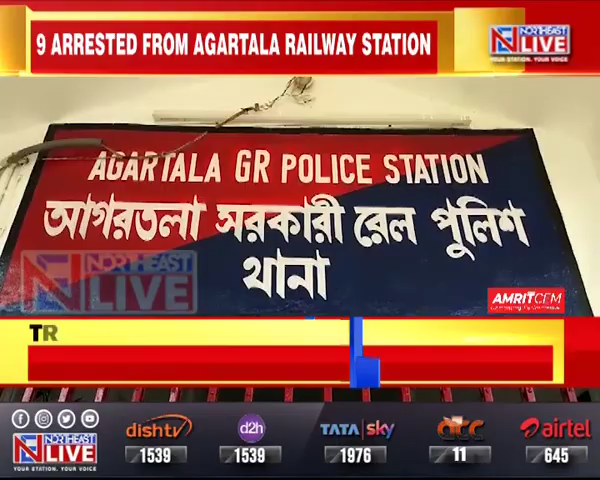 9 ARRESTED FROM AGARTALA RAILWAY STATION
NORTHEAST
LIVE
YOUR STATION. YOUR VOICE
AGARTALA GR POLICE STATION
আগরতলা সরকারী রেল পুলিশ
থানা
NORTHEAST
LIVE
AMRITCEM
TR
NORTHEAST
LIVE
YOUR STATION. YOUR VOICE
dishtv
1539
d2h
1539
TATA sky
1976
11
airtel
645